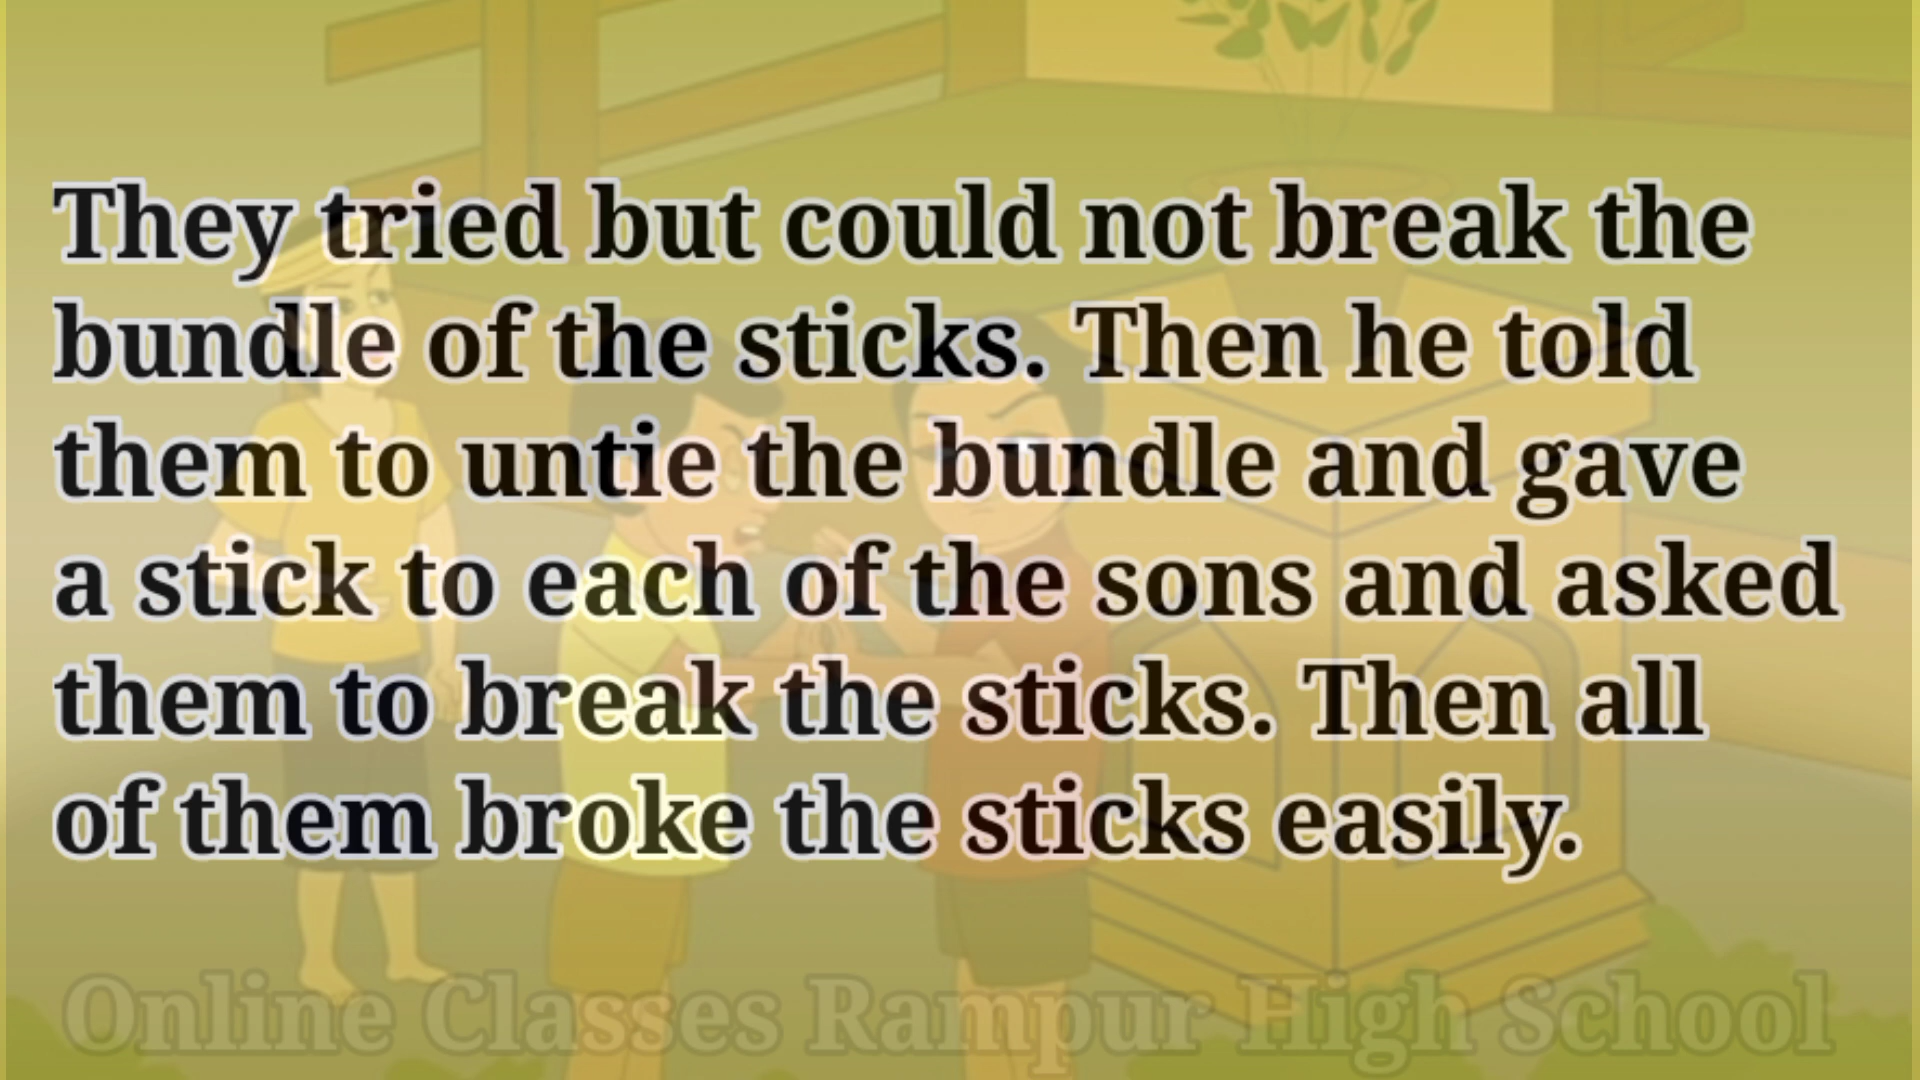 They tried but could not break the
bundle of the sticks. Then he told
them to untie the bundle and gave
a stick to each of the sons and asked
them to break the sticks. Then all
of them broke the sticks easily.
Online Classes Rampur High School